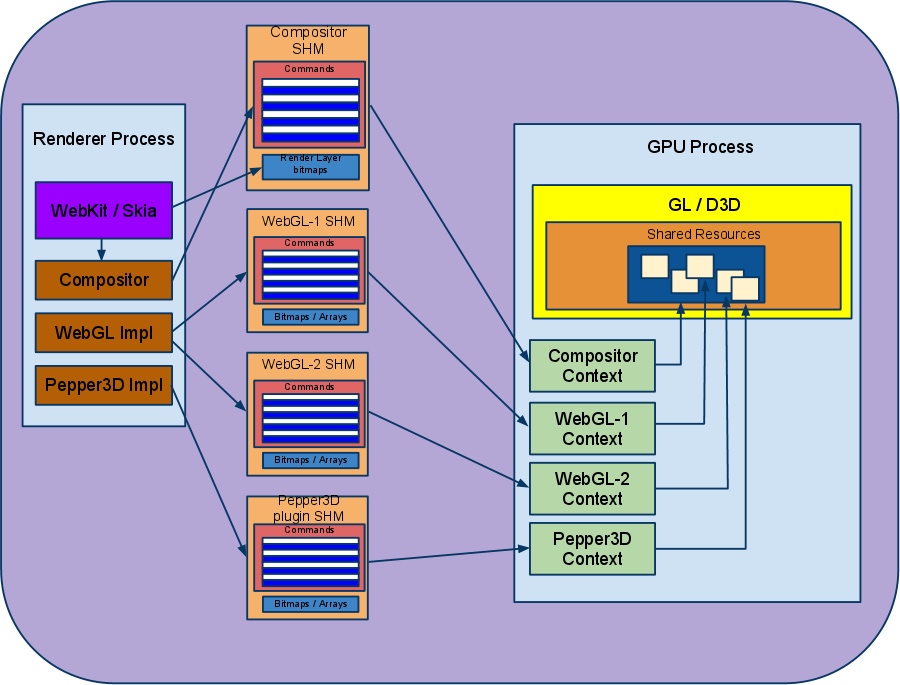 Renderer Process
WebKit / Skia
Compositor
WebGL Impl
Pepper3D Impl
Compositor
SHM
Commands
Render Layer
bitmaps
WebGL-1 SHM
Commands
Bitmaps / Arrays
WebGL-2 SHM
Commands
Bitmaps / Arrays
Pepper3D
plugin SHM
Commands
Bitmaps / Arrays
GPU Process
GL / D3D
Shared Resources
Compositor
Context
WebGL-1
Context
WebGL-2
Context
Pepper3D
Context